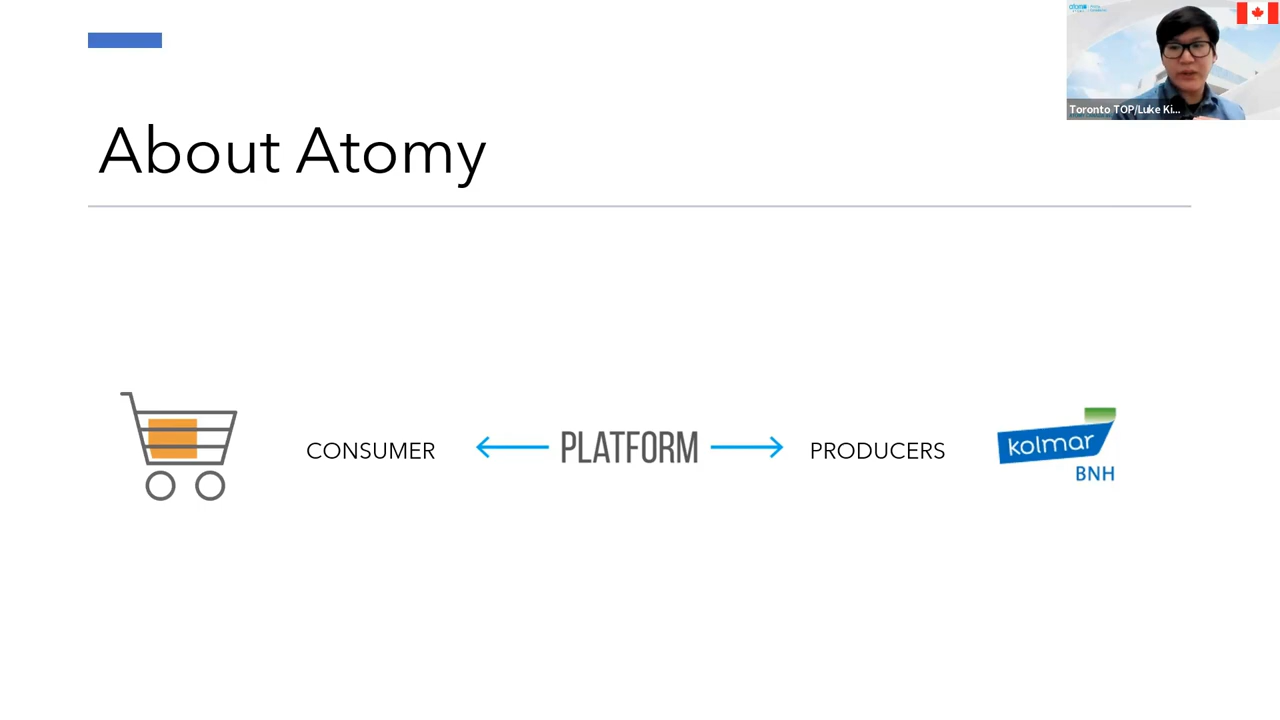 Toronto TOP/Luke Ki...
About Atomy
CONSUMER
PLATFORM
PRODUCERS
kolmar
BNH